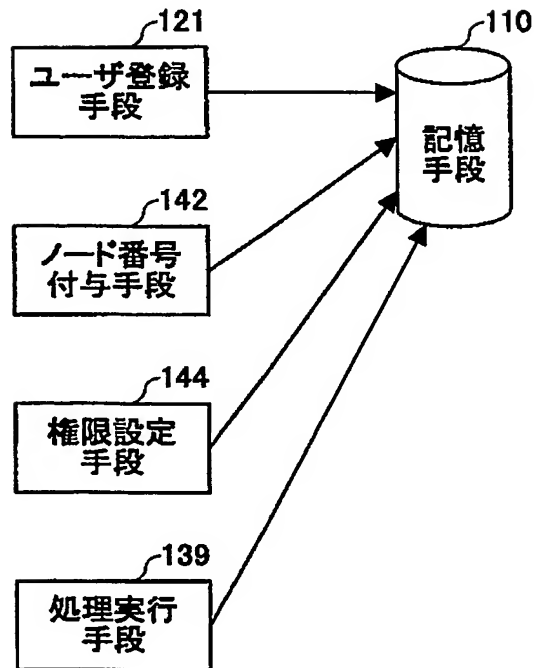 121
ユーザ登録
手段
110
記憶
手段
142
ノード番号
付与手段
144
権限設定
手段
139
処理実行
手段